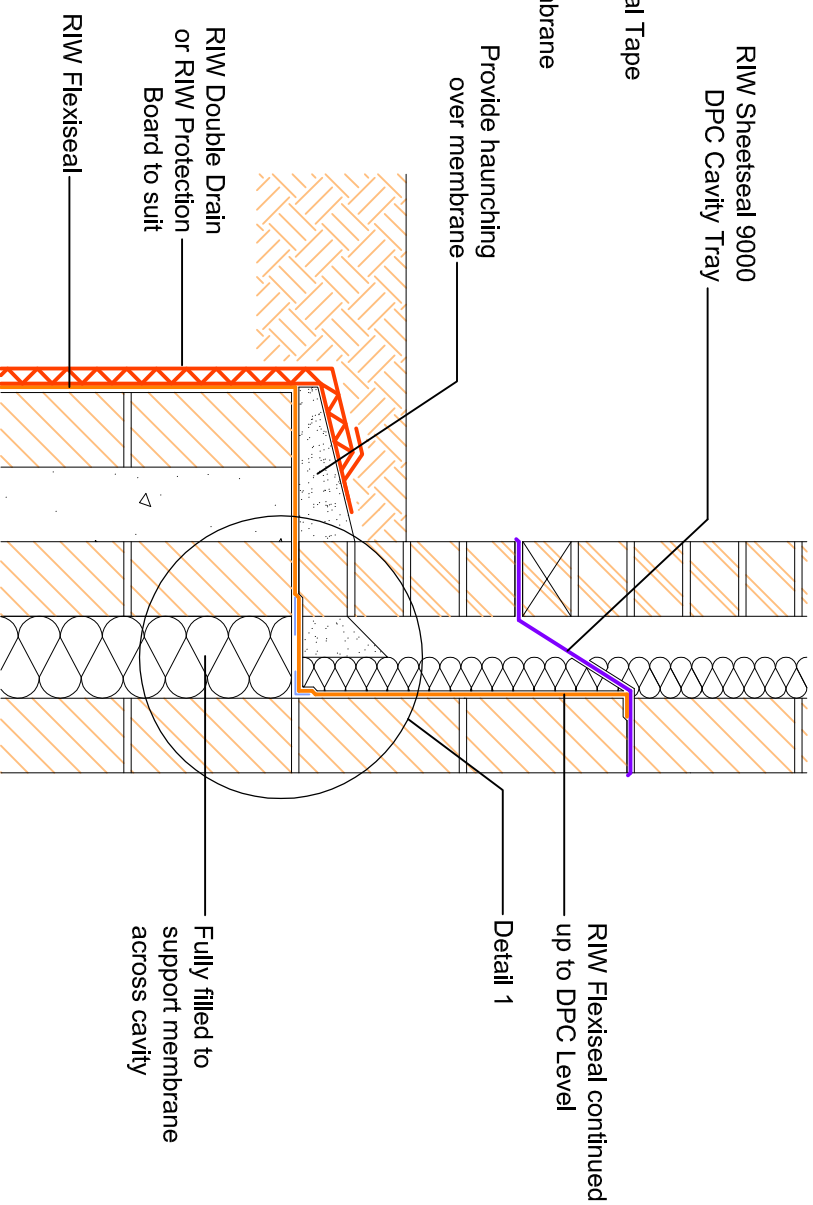 al Tape
mbrane
RIW Sheetseal 9000
DPC Cavity Tray
Provide haunching
over membrane
RIW Double Drain
or RIW Protection
Board to suit
RIW Flexiseal
RIW Flexiseal continued
up to DPC Level
Detail 1
Fully filled to
support membrane
across cavity